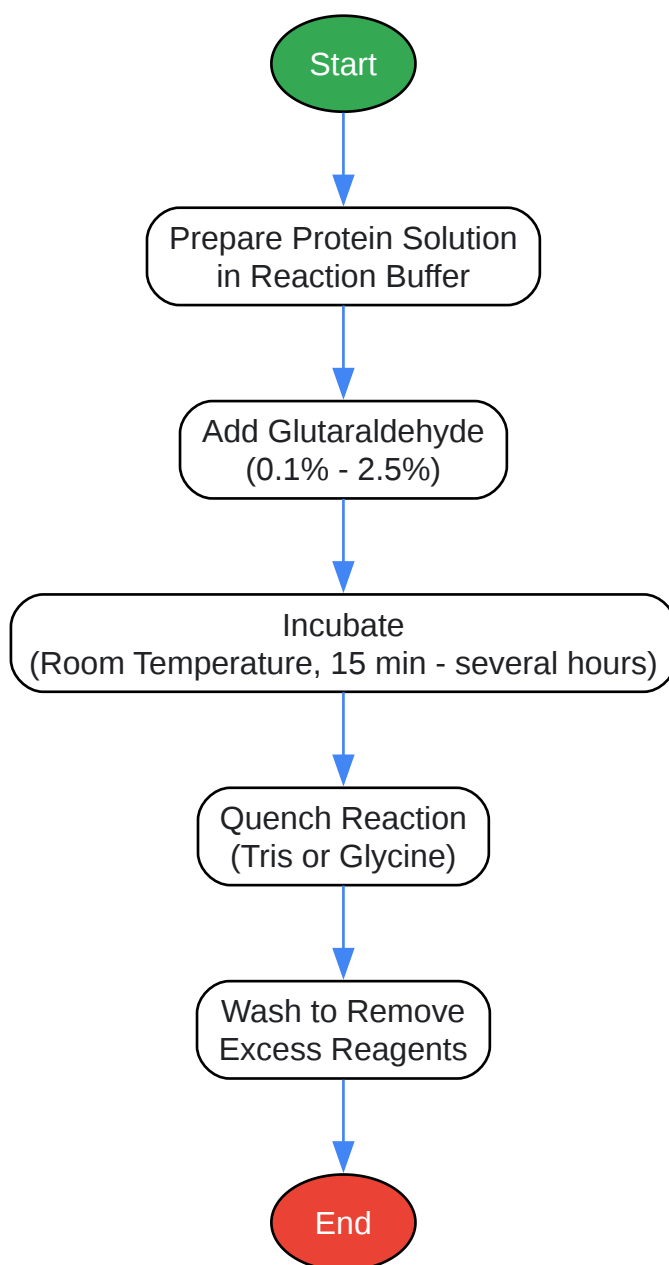 Start
Prepare Protein Solution
in Reaction Buffer
Add Glutaraldehyde
(0.1% - 2.5%)
Incubate
(Room Temperature, 15 min - several hours)
Quench Reaction
(Tris or Glycine)
Wash to Remove
Excess Reagents
End